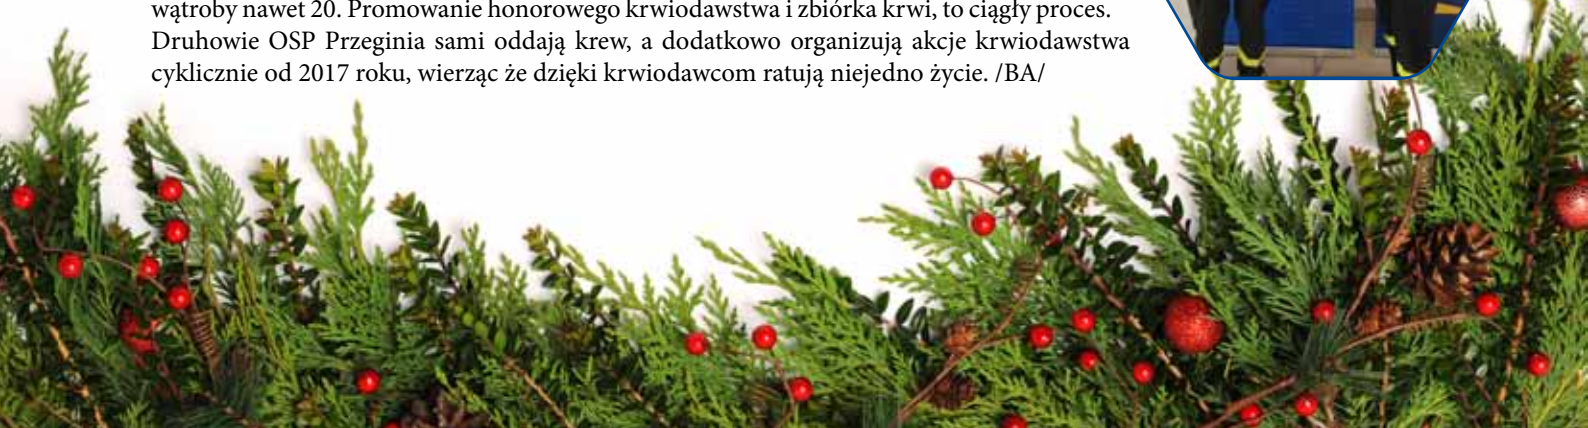 wątroby nawet 20. Promowanie honorowego krwiodawstwa i zbiórka krwi, to ciągły proces.
Druhowie OSP Przeginia sami oddają krew, a dodatkowo organizują akcje krwiodawstwa
cyklicznie od 2017 roku, wierząc że dzięki krwiodawcom ratują niejedno życie. /BA/